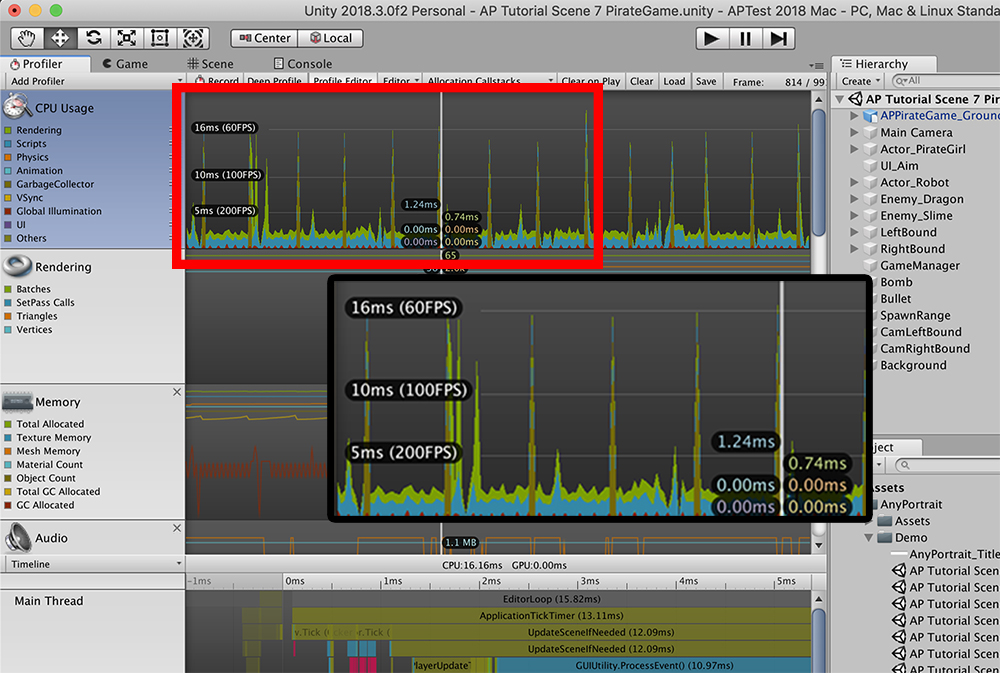 Unity 2018.3.0f2 Personal - AP Tutorial Scene 7 PirateGame.unity - APTest 2018 Mac - PC, Mac & Linux Standa
Center Local
Profiler Game Scene Console Hierarchy
Add Profiler Record Deep Profile Profile Editor Editor Allocation Callstacks Clear on Play Clear Load Save Frame: 814 / 99 Create All
CPU Usage
Rendering
Scripts
Physics
Animation
GarbageCollector
VSync
Global Illumination
UI
Others
16ms (60FPS)
10ms (100FPS)
5ms (200FPS)
1.24ms
0.74ms
0.00ms 0.00ms
0.00ms 0.00ms
65
AP Tutorial Scene 7 Pir
APPirateGame_Ground
Main Camera
Actor_PirateGirl
UI_Aim
Actor_Robot
Enemy_Dragon
Enemy_Slime
LeftBound
RightBound
GameManager
Bomb
Bullet
SpawnRange
CamLeftBound
CamRightBound
Background
Rendering
Batches
SetPass Calls
Triangles
Vertices
16ms (60FPS)
10ms (100FPS)
5ms (200FPS)
1.24ms
0.74ms
0.00ms 0.00ms
0.00ms 0.00ms
Memory
Total Allocated
Texture Memory
Mesh Memory
Material Count
Object Count
Total GC Allocated
GC Allocated
Audio
1.1 MB
Timeline CPU:16.16ms GPU:0.00ms
-1ms 0ms 1ms 2ms 3ms 4ms 5ms
Main Thread
EditorLoop (15.82ms)
ApplicationTickTimer (13.11ms)
UpdateSceneIfNeeded (12.09ms)
UpdateSceneIfNeeded (12.09ms)
layerUpdate GUIUtility.ProcessEvent() (10.97ms)
ject
ssets
AnyPortrait
Assets
Demo
AnyPortrait_Title
AP Tutorial Scen
AP Tutorial Scen
AP Tutorial Scen
AP Tutorial Scen
AP Tutorial Scen
AP Tutorial Scen
AP Tutorial Scen